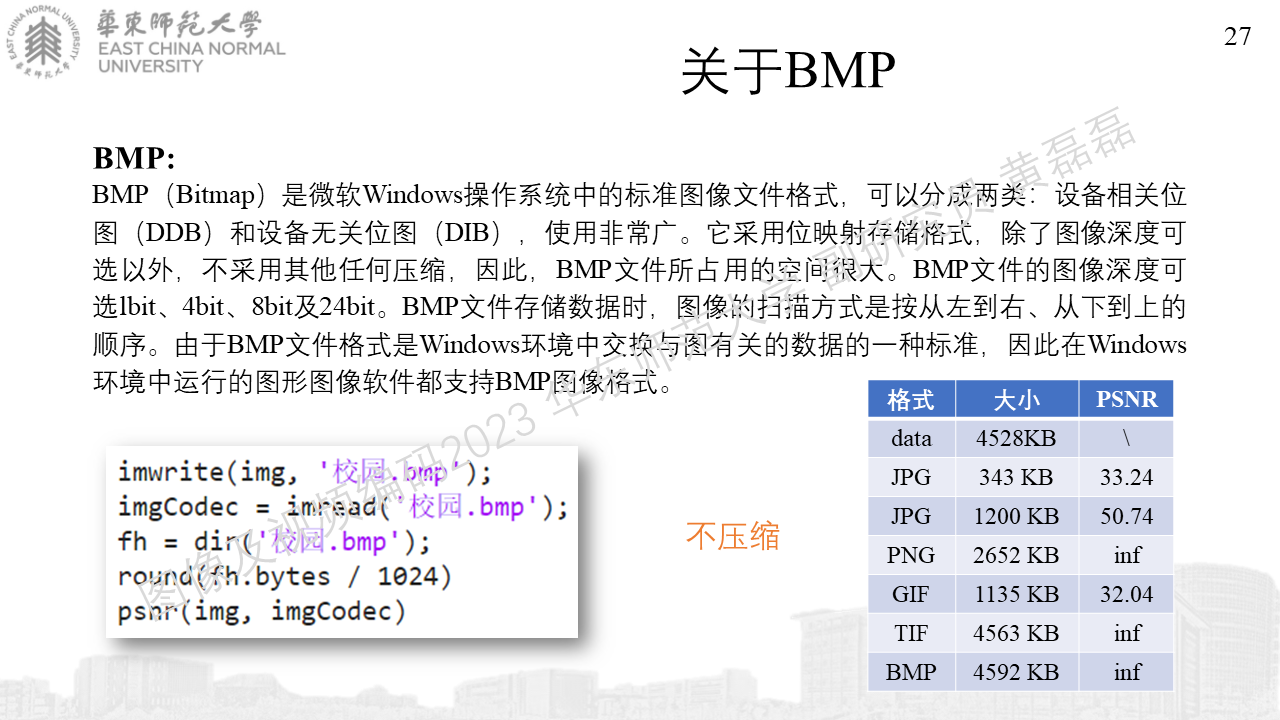 華東師範大學
EAST CHINA NORMAL
UNIVERSITY
EAST CHINA NORMAL UNIVERSITY
華東師範大學
27
关于BMP
BMP:
BMP（Bitmap）是微软Windows操作系统中的标准图像文件格式，可以分成两类：设备相关位
图（DDB）和设备无关位图（DIB），使用非常广。它采用位映射存储格式，除了图像深度可
选以外，不采用其他任何压缩，因此，BMP文件所占用的空间很大。BMP文件的图像深度可
选lbit、4bit、8bit及24bit。BMP文件存储数据时，图像的扫描方式是按从左到右、从下到上的
顺序。由于BMP文件格式是Windows环境中交换与图有关的数据的一种标准，因此在Windows
环境中运行的图形图像软件都支持BMP图像格式。
imwrite(img, '校园.bmp');
imgCodec = imread('校园.bmp');
fh = dir('校园.bmp');
round(fh.bytes / 1024)
psnr(img, imgCodec)
不压缩
格式 大小 PSNR
data 4528KB \
JPG 343 KB 33.24
JPG 1200 KB 50.74
PNG 2652 KB inf
GIF 1135 KB 32.04
TIF 4563 KB inf
BMP 4592 KB inf
图像及视频编码2023 华东师范大学 副研究员 黄磊磊